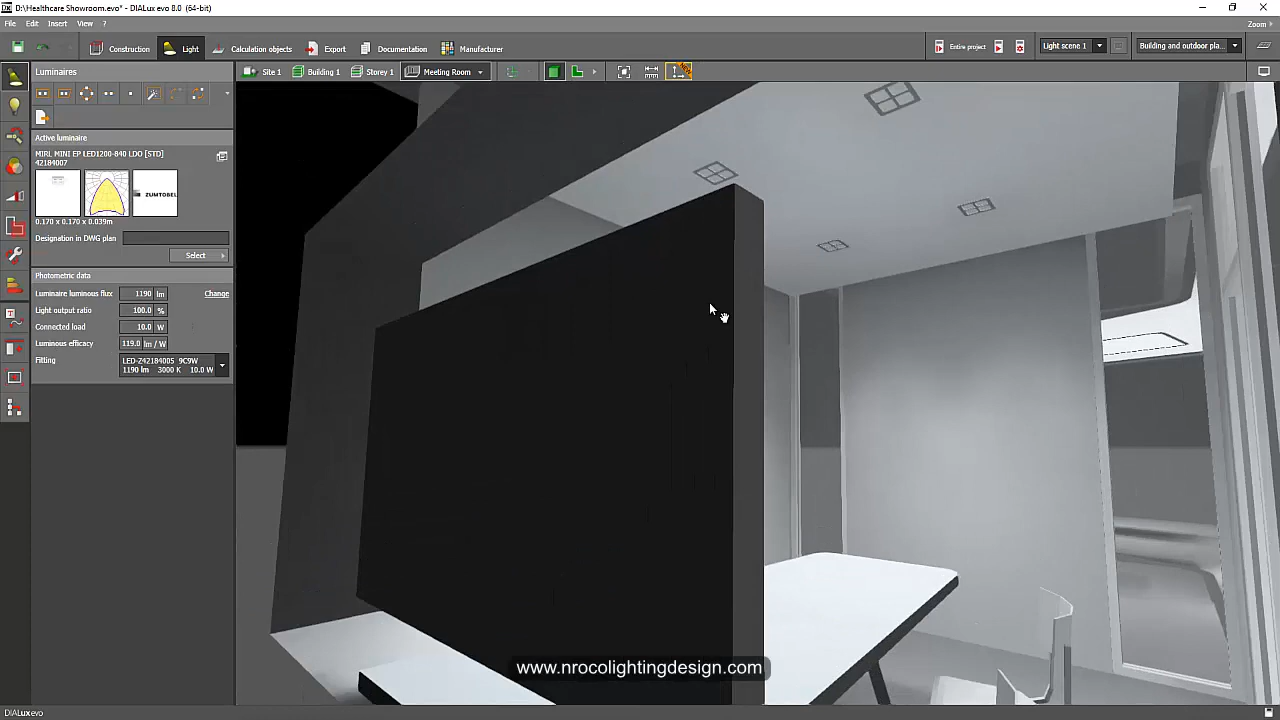 D:\Healthcare Showroom.evo* - DIALux evo 8.0 (64-bit)
File Edit Insert View ?
Zoom
Construction Light Calculation objects Export Documentation Manufacturer
Entire project Light scene 1 Building and outdoor pla...
Luminaires
Site 1 Building 1 Storey 1 Meeting Room
Active luminaire
MIRL MINI EP LED1200-840 LDO [STD]
42184007
ZUMTOBEL
0.170 x 0.170 x 0.039m
Designation in DWG plan
Select
Photometric data
Luminaire luminous flux 1190 lm Change
Light output ratio 100.0 %
Connected load 10.0 W
Luminous efficacy 119.0 lm / W
Fitting LED-Z42184005 9C9W
1190 lm 3000 K 10.0 W
www.nrocolightingdesign.com
DIALux evo